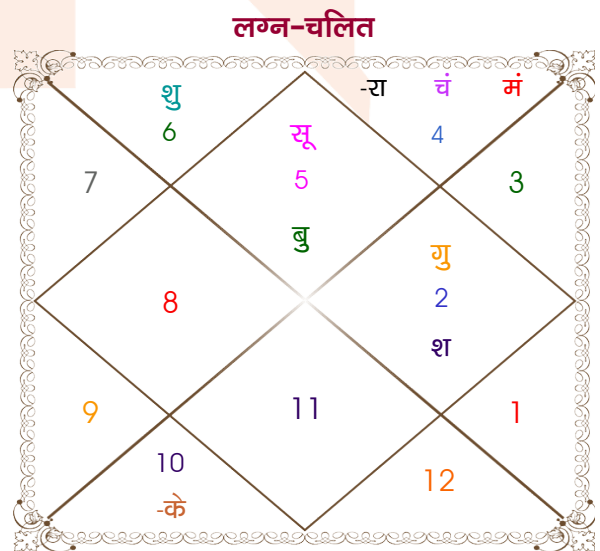 लग्न-चलित
शु -रा चं मं
6 सू 4
7 5 3
बु गु
8 2
श
9 11 1
10 12
-के